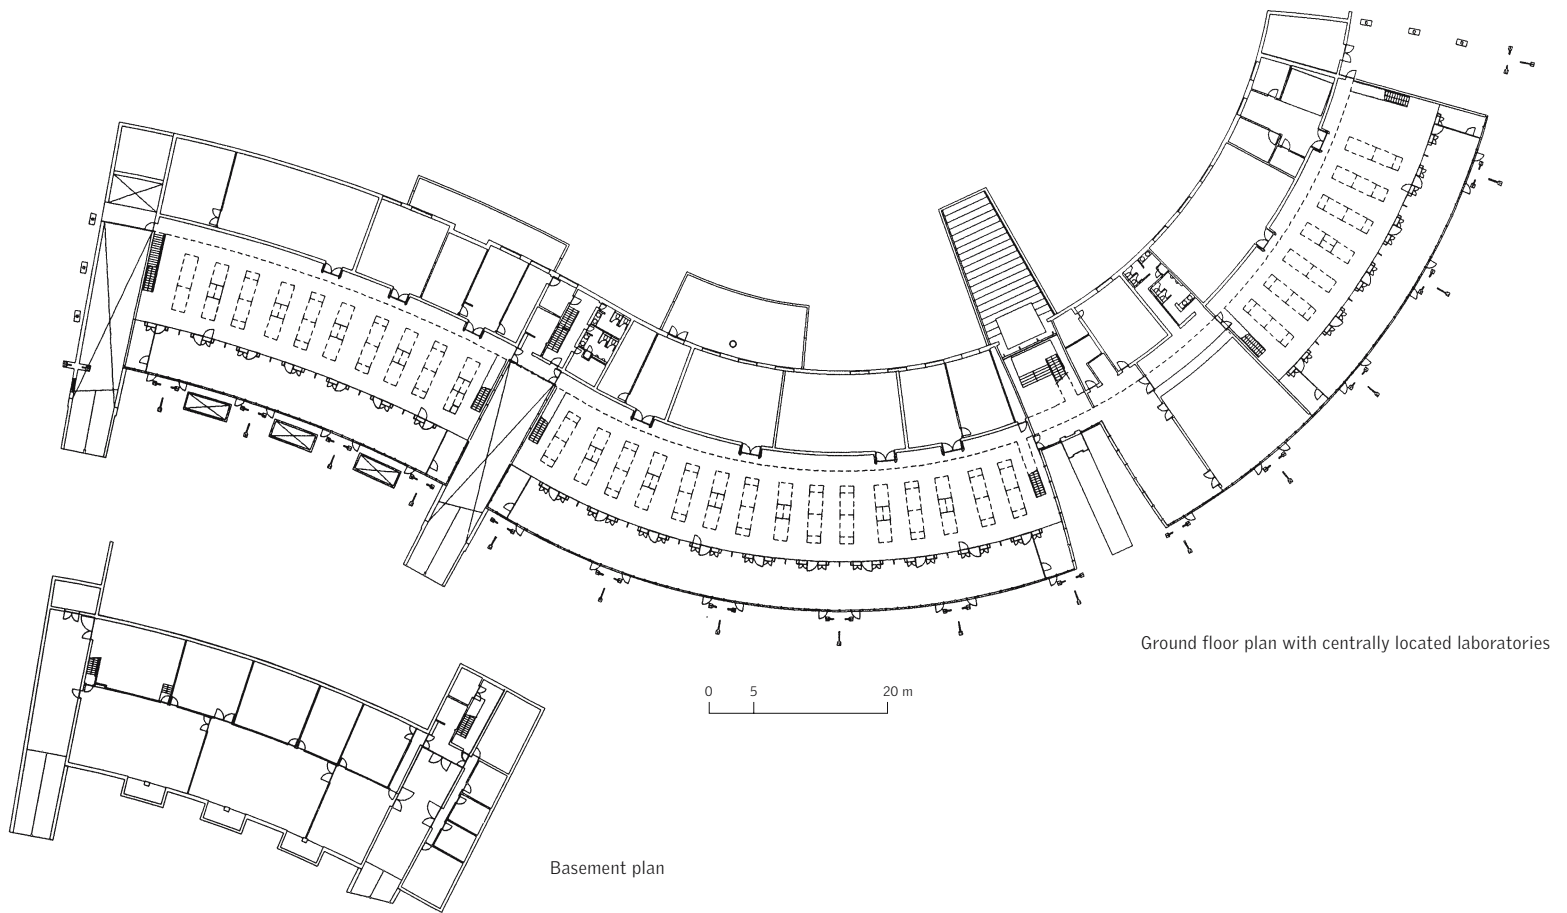 Ground floor plan with centrally located laboratories
0 5 20 m
Basement plan